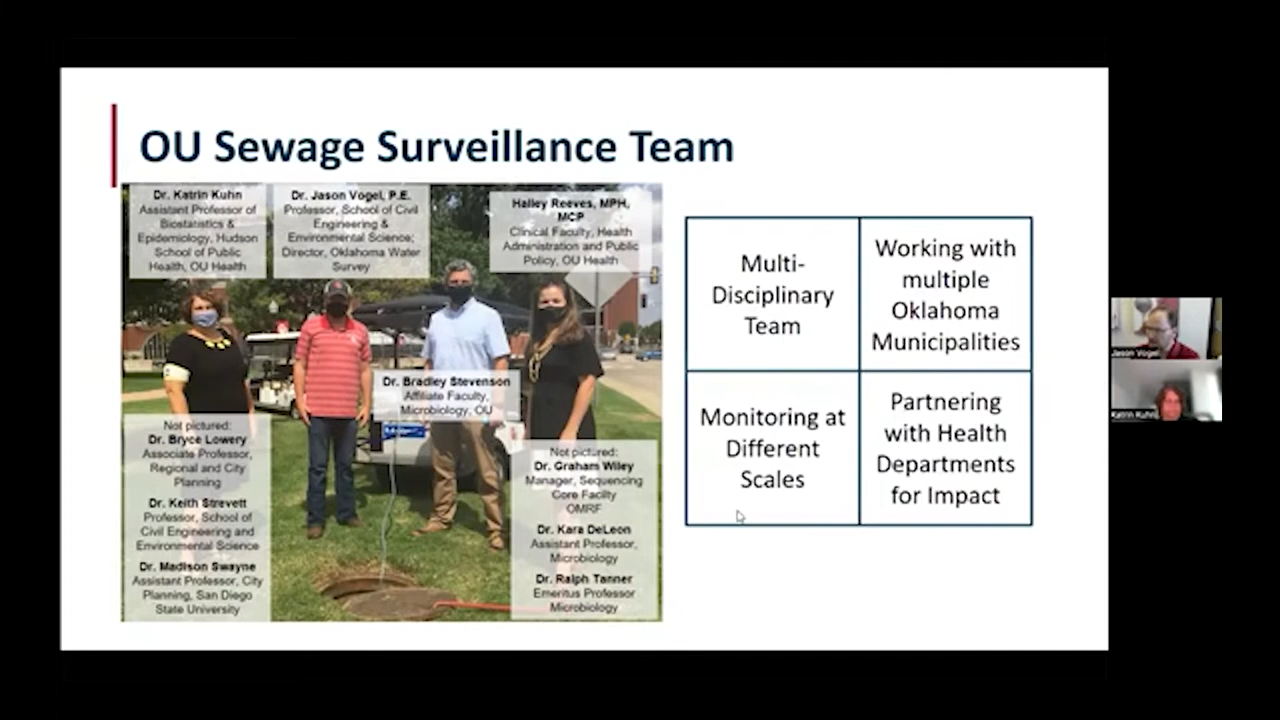 OU Sewage Surveillance Team
Dr. Katrin Kuhn
Assistant Professor of
Biostatistics &
Epidemiology, Hudson
School of Public
Health, OU Health
Dr. Jason Vogel, P.E.
Professor, School of Civil
Engineering &
Environmental Science;
Director, Oklahoma Water
Survey
Halley Reeves, MPH,
MCP
Clinical Faculty, Health
Administration and Public
Policy, OU Health
Dr. Bradley Stevenson
Affiliate Faculty,
Microbiology, OU
Not pictured:
Dr. Bryce Lowery
Associate Professor,
Regional and City
Planning
Dr. Keith Strevett
Professor, School of
Civil Engineering and
Environmental Science
Dr. Madison Swayne
Assistant Professor, City
Planning, San Diego
State University
Not pictured:
Dr. Graham Wiley
Manager, Sequencing
Core Facilty
OMRF
Dr. Kara DeLeon
Assistant Professor,
Microbiology
Dr. Ralph Tanner
Emeritus Professor
Microbiology
Multi-
Disciplinary
Team
Working with
multiple
Oklahoma
Municipalities
Monitoring at
Different
Scales
Partnering
with Health
Departments
for Impact
Jason Vogel
Katrin Kuhn